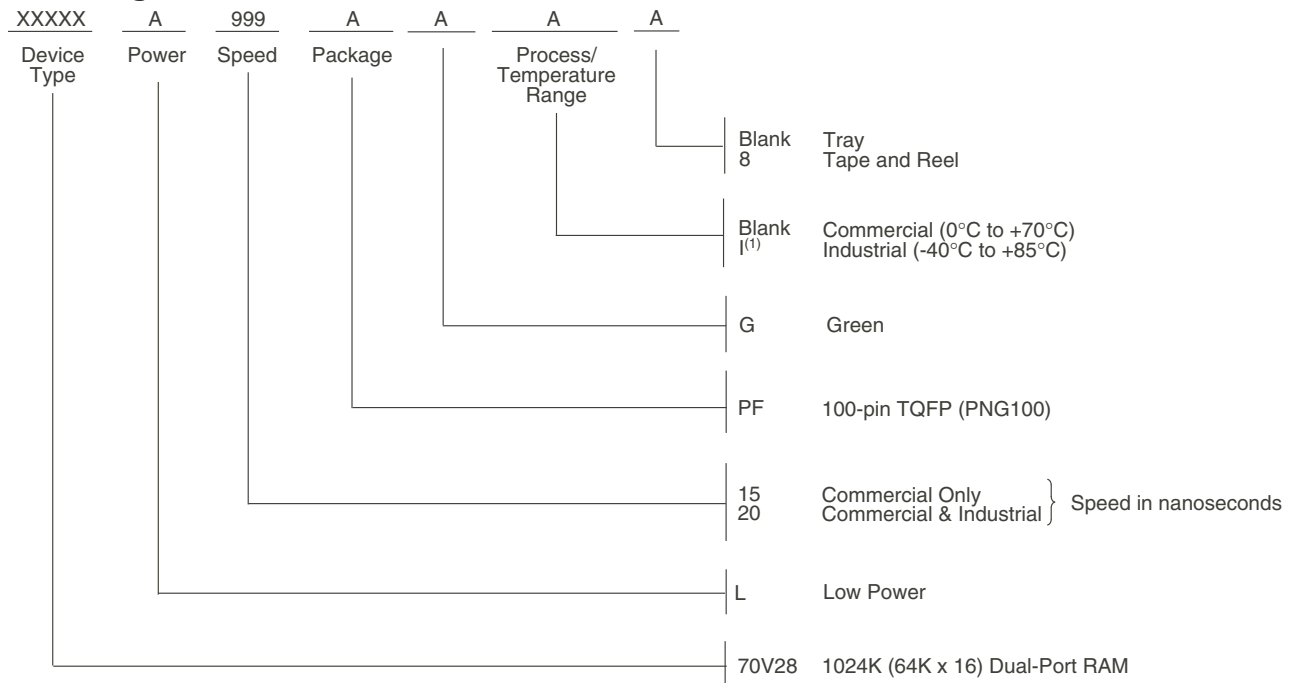 XXXXX A 999 A A A A
Device Type Power Speed Package Process/ Temperature Range
Blank Tray
8 Tape and Reel
Blank Commercial (0°C to +70°C)
I(1) Industrial (-40°C to +85°C)
G Green
PF 100-pin TQFP (PNG100)
15 Commercial Only
20 Commercial & Industrial
Speed in nanoseconds
L Low Power
70V28 1024K (64K x 16) Dual-Port RAM